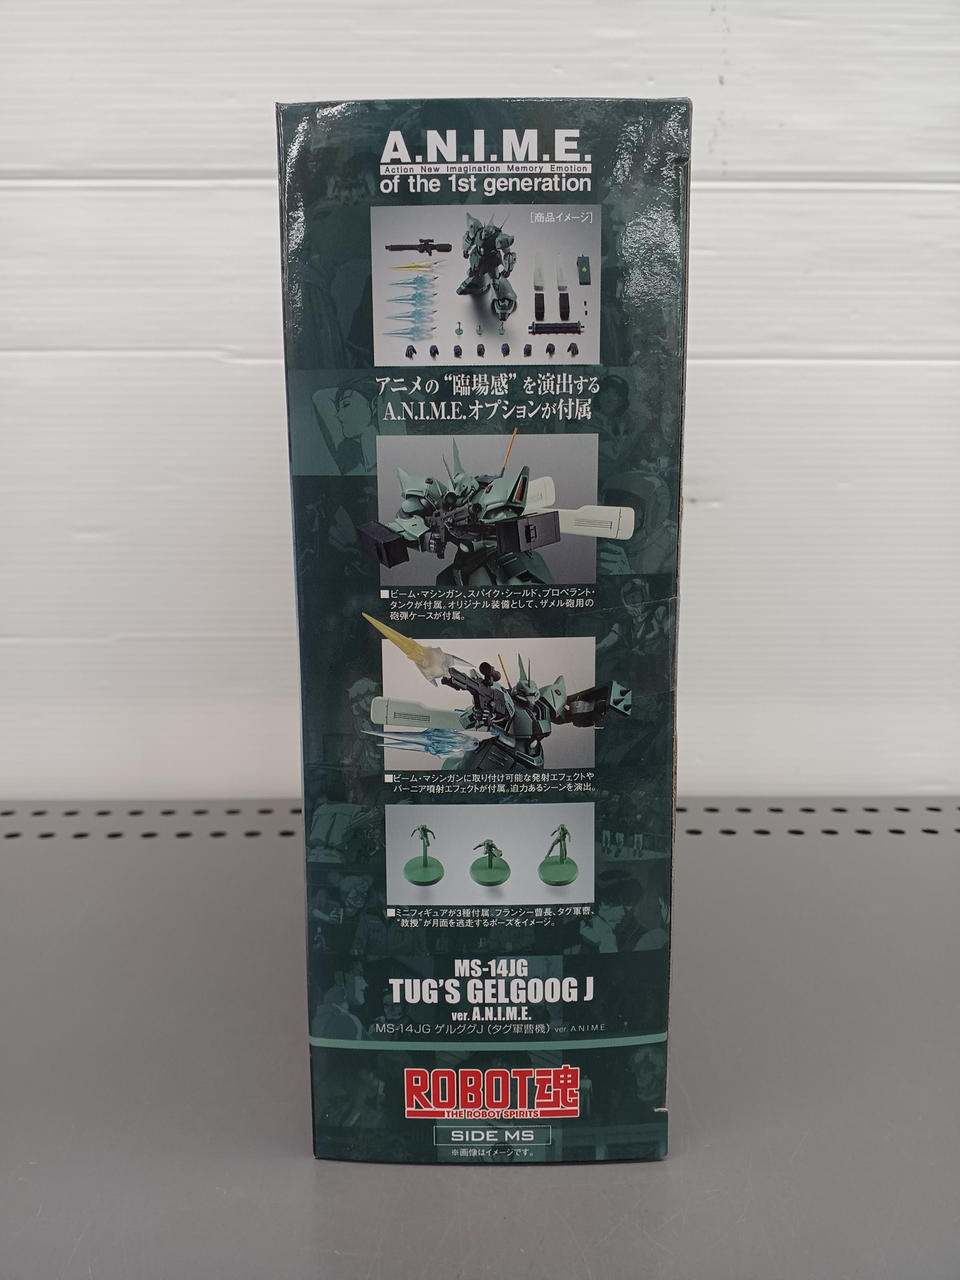 A.N.I.M.E.
Action New Imagination Memory Emotion
of the 1st generation
[商品イメージ]
アニメの“臨場感”を演出する
A.N.I.M.E.オプションが付属
■ビーム・マシンガン、スパイク・シールド、プロペラント・
タンクが付属。オリジナル装備として、ザメル砲用の
砲弾ケースが付属。
■ビーム・マシンガンに取り付け可能な発射エフェクトや
バーニア噴射エフェクトが付属。迫力あるシーンを演出。
■ミニフィギュアが3種付属。フランシー曹長、タグ軍曹、
“教授”が月面を逃走するポーズをイメージ。
MS-14JG
TUG'S GELGOOG J
ver. A.N.I.M.E.
MS-14JG ゲルググJ（タグ軍曹機） ver. A.N.I.M.E.
ROBOT魂
THE ROBOT SPIRITS
SIDE MS
※画像はイメージです。